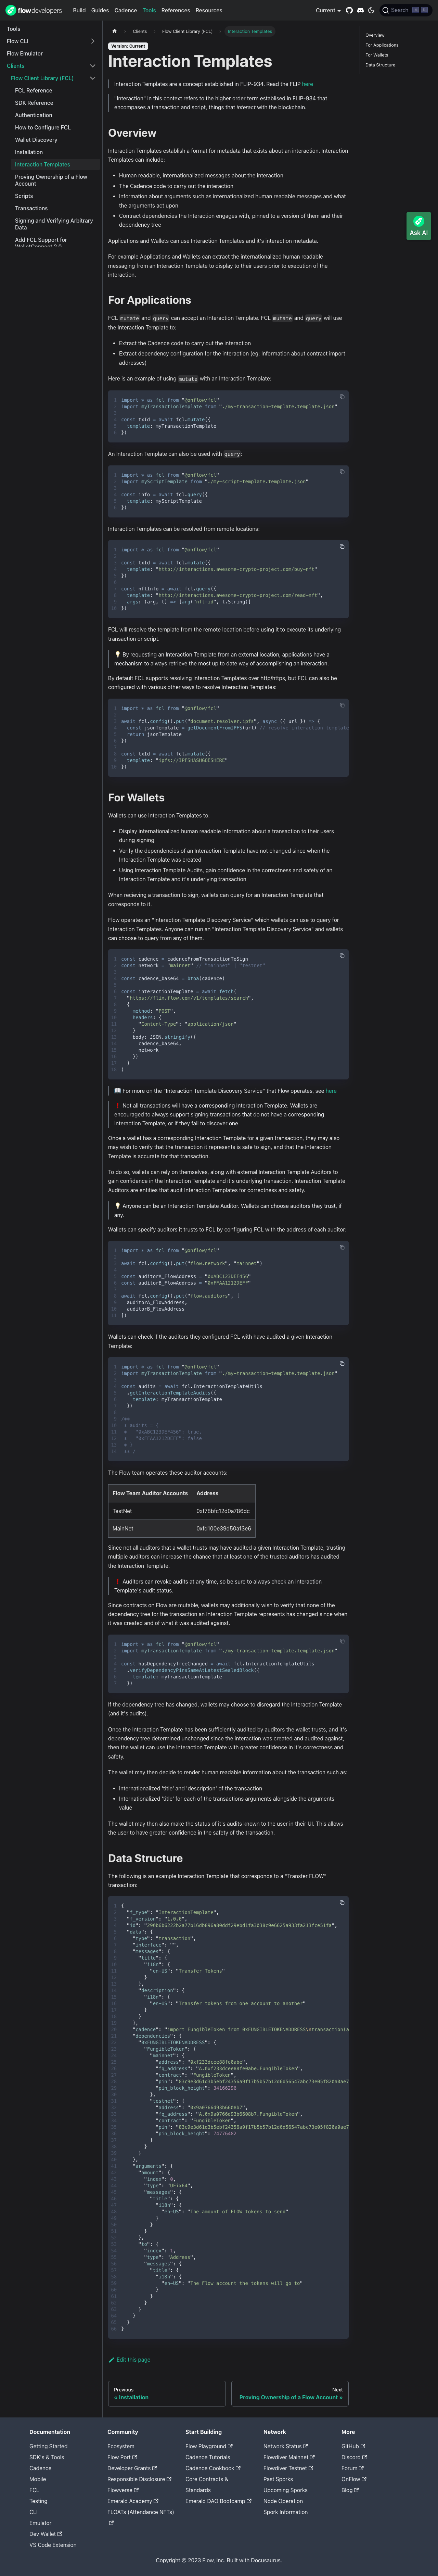 flow developers
Build
Guides
Cadence
Tools
References
Resources
Current
Search
Tools
Flow CLI
Flow Emulator
Clients
Flow Client Library (FCL)
FCL Reference
SDK Reference
Authentication
How to Configure FCL
Wallet Discovery
Installation
Interaction Templates
Proving Ownership of a Flow
Account
Scripts
Transactions
Signing and Verifying Arbitrary
Data
Add FCL Support for
Clients
Flow Client Library (FCL)
Interaction Templates
Version: Current
Interaction Templates
Interaction Templates are a concept established in FLIP-934. Read the FLIP here
"Interaction" in this context refers to the higher order term established in FLIP-934 that
encompasses a transaction and script, things that interact with the blockchain.
Overview
For Applications
For Wallets
Data Structure
Ask AI
Overview
Interaction Templates establish a format for metadata that exists about an interaction. Interaction
Templates can include:
Human readable, internationalized messages about the interaction
The Cadence code to carry out the interaction
Information about arguments such as internationalized human readable messages and what
the arguments act upon
Contract dependencies the Interaction engages with, pinned to a version of them and their
dependency tree
Applications and Wallets can use Interaction Templates and it's interaction metadata.
For example Applications and Wallets can extract the internationalized human readable
messaging from an Interaction Template to display to their users prior to execution of the
interaction.
For Applications
FCL mutate and query can accept an Interaction Template. FCL mutate and query will use
the Interaction Template to:
Extract the Cadence code to carry out the interaction
Extract dependency configuration for the interaction (eg: Information about contract import
addresses)
Here is an example of using mutate with an Interaction Template:
import * as fcl from "@onflow/fcl"
import myTransactionTemplate from "./my-transaction-template.template.json"
const txId = await fcl.mutate({
template: myTransactionTemplate
})
An Interaction Template can also be used with query:
import * as fcl from "@onflow/fcl"
import myScriptTemplate from "./my-script-template.template.json"
const info = await fcl.query({
template: myScriptTemplate
})
Interaction Templates can be resolved from remote locations:
import * as fcl from "@onflow/fcl"
const txId = await fcl.mutate({
template: "http://interactions.awesome-crypto-project.com/buy-nft"
})
const nftInfo = await fcl.query({
template: "http://interactions.awesome-crypto-project.com/read-nft",
args: (arg, t) => [arg("nft-id", t.String)]
})
FCL will resolve the template from the remote location before using it to execute its underlying
transaction or script.
💡 By requesting an Interaction Template from an external location, applications have a
mechanism to always retrieve the most up to date way of accomplishing an interaction.
By default FCL supports resolving Interaction Templates over http/https, but FCL can also be
configured with various other ways to resolve Interaction Templates:
import * as fcl from "@onflow/fcl"
await fcl.config().put("document.resolver.ipfs", async ({ url }) => {
const jsonTemplate = getDocumentFromIPFS(url) // resolve interaction template
return jsonTemplate
})
const txId = await fcl.mutate({
template: "ipfs://IPFSHASHGOESHERE"
})
For Wallets
Wallets can use Interaction Templates to:
Display internationalized human readable information about a transaction to their users
during signing
Verify the dependencies of an Interaction Template have not changed since when the
Interaction Template was created
Using Interaction Template Audits, gain confidence in the correctness and safety of an
Interaction Template and it's underlying transaction
When recieving a transaction to sign, wallets can query for an Interaction Template that
corresponds to it.
Flow operates an "Interaction Template Discovery Service" which wallets can use to query for
Interaction Templates. Anyone can run an "Interaction Template Discovery Service" and wallets
can choose to query from any of them.
const cadence = cadenceFromTransactionToSign
const network = "mainnet" // "mainnet" | "testnet"
const cadence_base64 = btoa(cadence)
const interactionTemplate = await fetch(
"https://flix.flow.com/v1/templates/search",
{
method: "POST",
headers: {
"Content-Type": "application/json"
}
body: JSON.stringify({
cadence_base64,
network
})
}
)
📖 For more on the "Interaction Template Discovery Service" that Flow operates, see here
❗ Not all transactions will have a corresponding Interaction Template. Wallets are
encouraged to always support signing transactions that do not have a corresponding
Interaction Template, or if they fail to discover one.
Once a wallet has a corresponding Interaction Template for a given transaction, they may also
wish to verify that the transaction it represents is safe to sign, and that the Interaction
Template is accurate for that transaction.
To do so, wallets can rely on themselves, along with external Interaction Template Auditors to
gain confidence in the Interaction Template and it's underlying transaction. Interaction Template
Auditors are entities that audit Interaction Templates for correctness and safety.
💡 Anyone can be an Interaction Template Auditor. Wallets can choose auditors they trust, if
any.
Wallets can specify auditors it trusts to FCL by configuring FCL with the address of each auditor:
import * as fcl from "@onflow/fcl"
await fcl.config().put("flow.network", "mainnet")
const auditorA_FlowAddress = "0xABC123DEF456"
const auditorB_FlowAddress = "0xFFAA1212DEFF"
await fcl.config().put("flow.auditors", [
auditorA_FlowAddress,
auditorB_FlowAddress
])
Wallets can check if the auditors they configured FCL with have audited a given Interaction
Template:
import * as fcl from "@onflow/fcl"
import myTransactionTemplate from "./my-transaction-template.template.json"
const audits = await fcl.InteractionTemplateUtils
.getInteractionTemplateAudits({
template: myTransactionTemplate
})
/**
* audits = {
* "0xABC123DEF456": true,
* "0xFFAA1212DEFF": false
* }
**/
The Flow team operates these auditor accounts:
Flow Team Auditor Accounts
Address
TestNet
0xf78bfc12d0a786dc
MainNet
0xfd100e39d50a13e6
Since not all auditors that a wallet trusts may have audited a given Interaction Template, trusting
multiple auditors can increase the chance that at least one of the trusted auditors has audited
the Interaction Template.
❗ Auditors can revoke audits at any time, so be sure to always check an Interaction
Template's audit status.
Since contracts on Flow are mutable, wallets may additionally wish to verify that none of the
dependency tree for the transaction an Interaction Template represents has changed since when
it was created and of what it was audited against.
import * as fcl from "@onflow/fcl"
import myTransactionTemplate from "./my-transaction-template.template.json"
const hasDependencyTreeChanged = await fcl.InteractionTemplateUtils
.verifyDependencyPinsSameAtLatestSealedBlock({
template: myTransactionTemplate
})
If the dependency tree has changed, wallets may choose to disregard the Interaction Template
(and it's audits).
Once the Interaction Template has been sufficiently audited by auditors the wallet trusts, and it's
dependency tree determined unchanged since the interaction was created and audited against,
then the wallet can use the Interaction Template with greater confidence in it's correctness and
safety.
The wallet may then decide to render human readable information about the transaction such as:
Internationalized 'title' and 'description' of the transaction
Internationalized 'title' for each of the transactions arguments alongside the arguments
value
The wallet may then also make the status of it's audits known to the user in their UI. This allows
the user to have greater confidence in the safety of the transaction.
Data Structure
The following is an example Interaction Template that corresponds to a "Transfer FLOW"
transaction:
{
"f_type": "InteractionTemplate",
"f_version": "1.0.0",
"data": {
"type": "transaction",
"interface": "",
"messages": {
"title": {
"i18n": {
"en-US": "Transfer Tokens"
}
},
"description": {
"i18n": {
"en-US": "Transfer tokens from one account to another"
}
}
},
"dependencies": {
"0xFUNGIBLETOKENADDRESS": {
"FungibleToken": {
"mainnet": {
"address": "0xf233dcee88fe0abe",
"fq_address": "A.0xf233dcee88fe0abe.FungibleToken",
"contract": "FungibleToken",
"pin_block_height": 34166296
},
"testnet": {
"address": "0x9a0766d93b6608b7",
"fq_address": "A.0x9a0766d93b6608b7.FungibleToken",
"contract": "FungibleToken",
"pin_block_height": 74776482
}
}
}
},
"arguments": {
"amount": {
"index": 0,
"type": "UFix64",
"messages": {
"title": {
"i18n": {
"en-US": "The amount of FLOW tokens to send"
}
}
}
},
"to": {
"index": 1,
"type": "Address",
"messages": {
"title": {
"i18n": {
"en-US": "The Flow account the tokens will go to"
}
}
}
}
}
}
}
Edit this page
Previous
« Installation
Next
Proving Ownership of a Flow Account »
Documentation
Getting Started
SDK's & Tools
Cadence
Mobile
FCL
Testing
CLI
Emulator
Dev Wallet
VS Code Extension
Community
Ecosystem
Flow Port
Developer Grants
Responsible Disclosure
Flowverse
Emerald Academy
FLOATs (Attendance NFTs)
Start Building
Flow Playground
Cadence Tutorials
Cadence Cookbook
Core Contracts &
Standards
Emerald DAO Bootcamp
Network
Network Status
Flowdiver Mainnet
Flowdiver Testnet
Past Sporks
Upcoming Sporks
Node Operation
Spork Information
More
GitHub
Discord
Forum
OnFlow
Blog
Copyright © 2023 Flow, Inc. Built with Docusaurus.